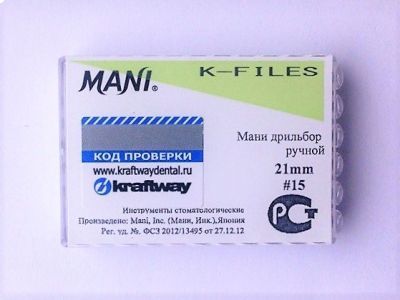 MANI®
K-FILES
Мани дрильбор
ручной
21mm
#15
КОД ПРОВЕРКИ
www.kraftwaydental.ru
kraftway
РСТ
Инструменты стоматологические
Произведено: Mani, Inc. (Мани, Инк.),Япония
Рег. уд. № ФСЗ 2012/13495 от 27.12.12